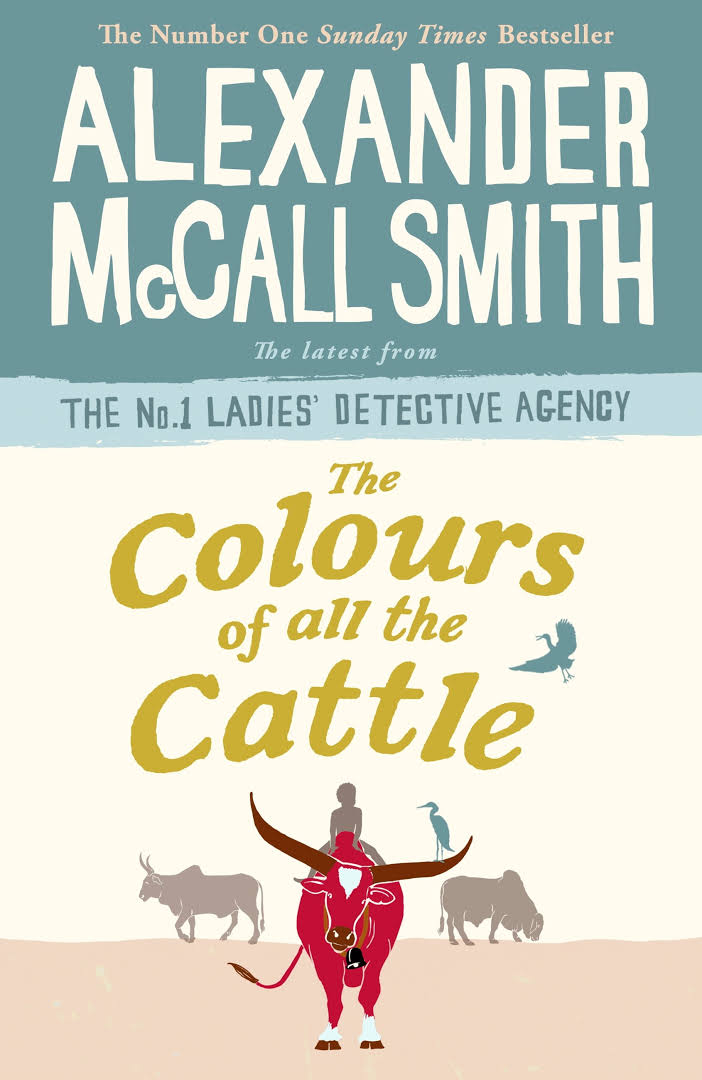 The Number One Sunday Times Bestseller
ALEXANDER
McCALL SMITH
The latest from
THE No.1 LADIES' DETECTIVE AGENCY
The
Colours
of all the
Cattle